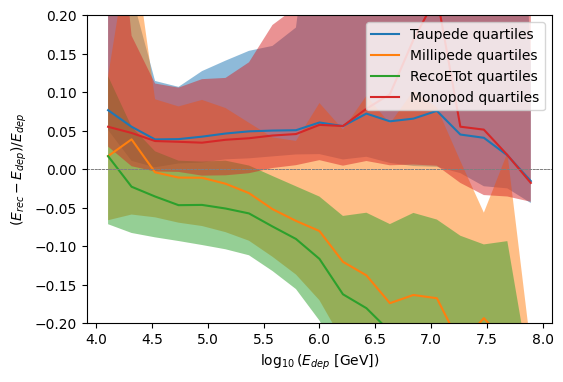 Taupede quartiles
Millipede quartiles
RecoETot quartiles
Monopod quartiles
(E_rec − E_dep)/E_dep
0.20
0.15
0.10
0.05
0.00
−0.05
−0.10
−0.15
−0.20
4.0 4.5 5.0 5.5 6.0 6.5 7.0 7.5 8.0
log₁₀(E_dep [GeV])